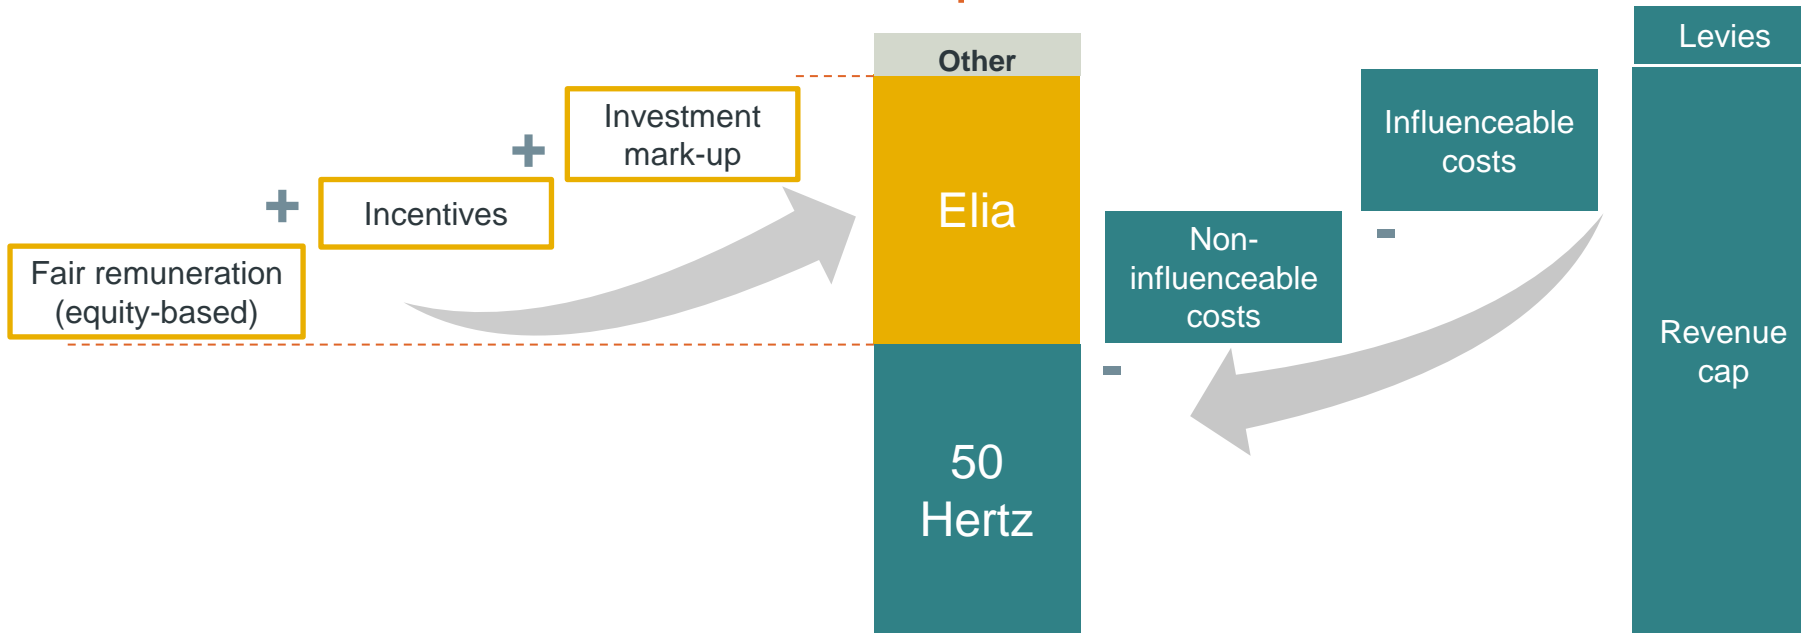 Levies
Other
Investment
mark-up
Influenceable
costs
+
+
Incentives
Elia
Fair remuneration
(equity-based)
Non-
influenceable
costs
-
Revenue
cap
-
50
Hertz